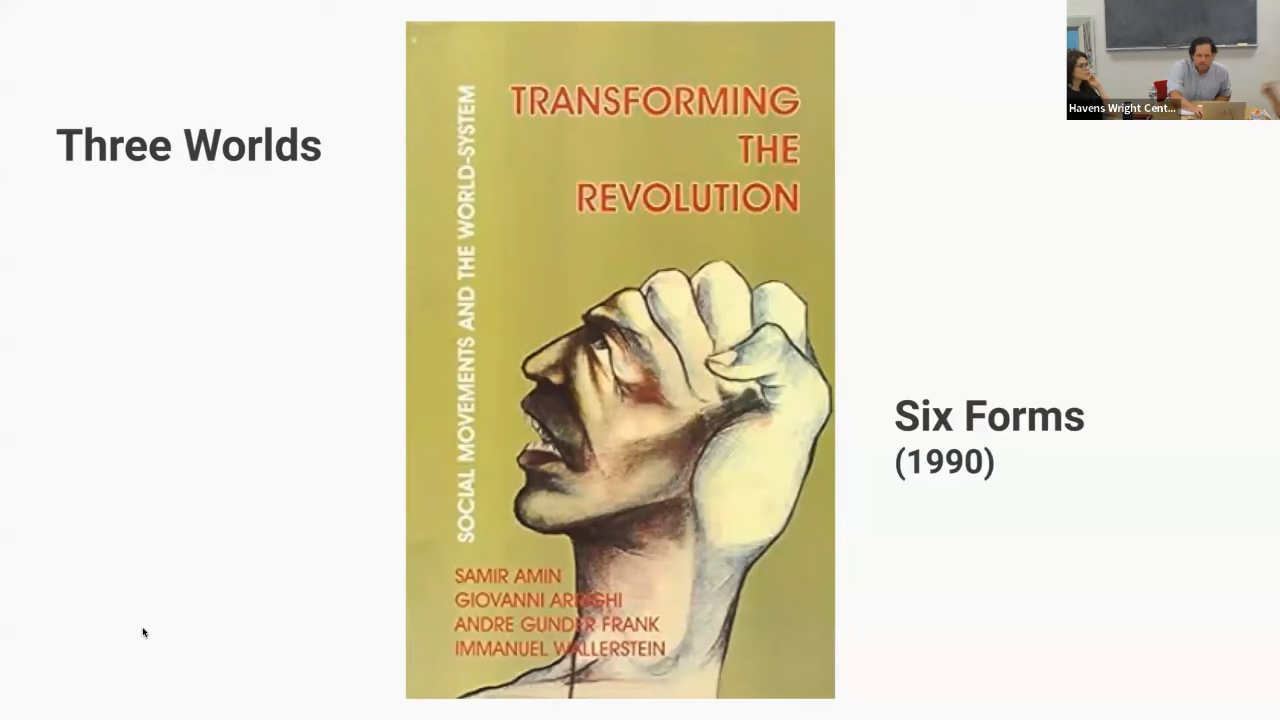 Three Worlds
SOCIAL MOVEMENTS AND THE WORLD-SYSTEM
TRANSFORMING
THE
REVOLUTION
SAMIR AMIN
GIOVANNI ARRIGHI
ANDRE GUNDER FRANK
IMMANUEL WALLERSTEIN
Six Forms
(1990)
Havens Wright Cent...